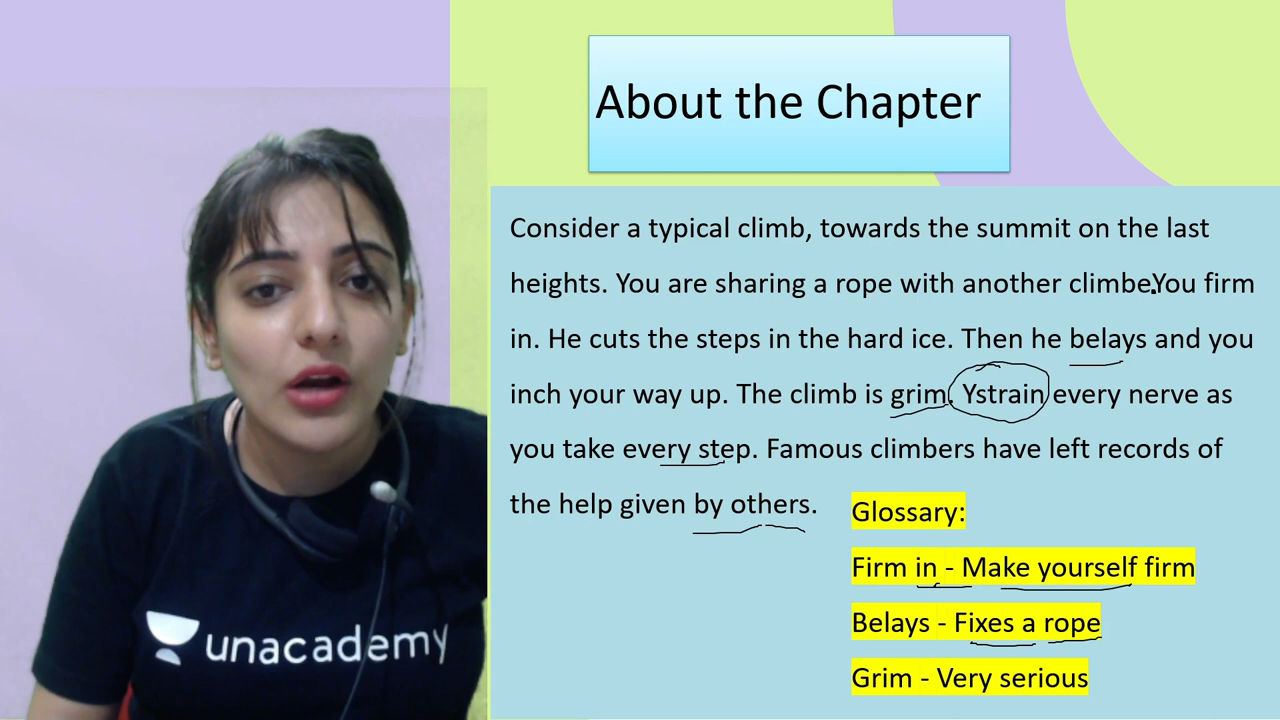 About the Chapter
Consider a typical climb, towards the summit on the last
heights. You are sharing a rope with another climbe.You firm
in. He cuts the steps in the hard ice. Then he belays and you
inch your way up. The climb is grim. Ystrain every nerve as
you take every step. Famous climbers have left records of
the help given by others.
Glossary:
Firm in - Make yourself firm
Belays - Fixes a rope
Grim - Very serious
unacademy